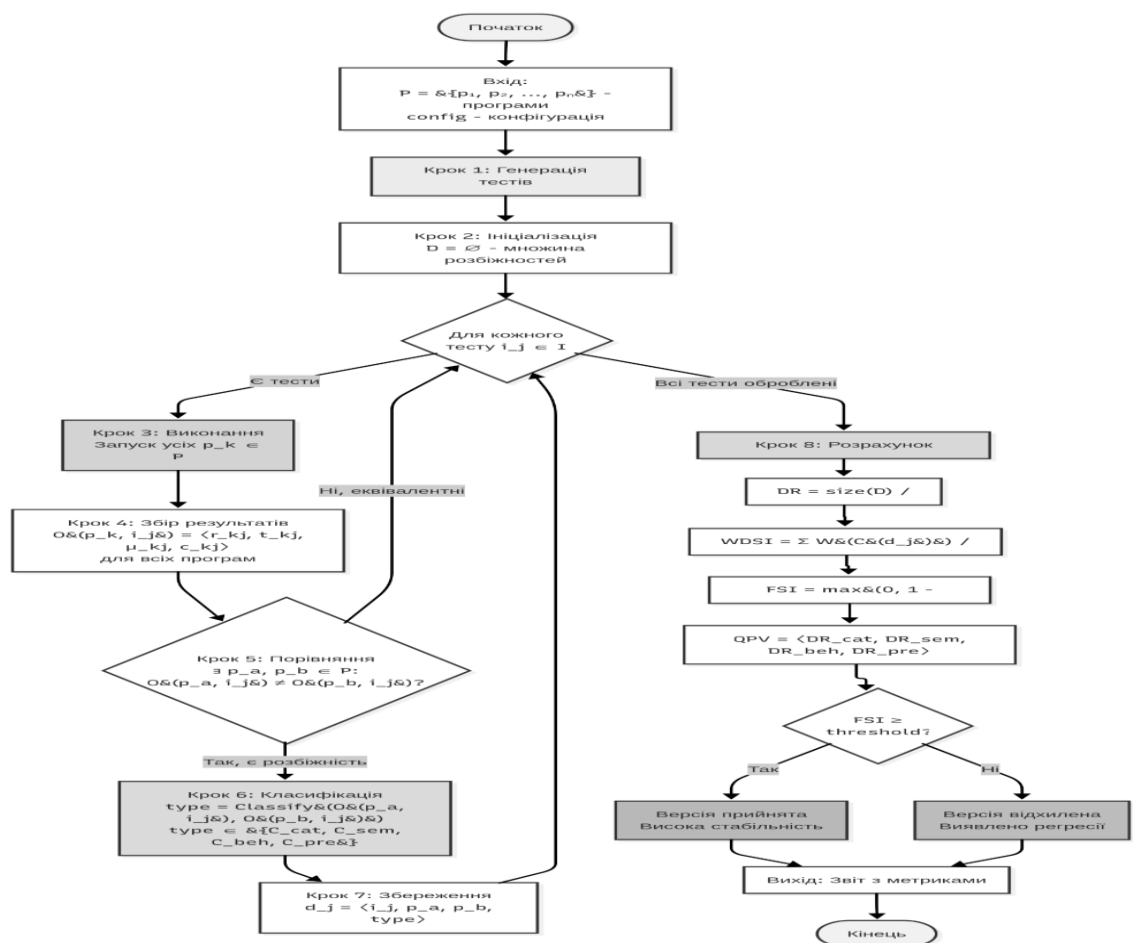 Початок
Вхід:
P = &{p₁, p₂, ..., pₙ&} -
програми
config - конфігурація
Крок 1: Генерація
тестів
Крок 2: Ініціалізація
D = ∅ - множина
розбіжностей
Для кожного
тесту i_j ∈ I
Є тести
Всі тести оброблені
Крок 3: Виконання
Запуск усіх p_k ∈
P
Крок 4: Збір результатів
O&(p_k, i_j&) = ⟨r_kj, t_kj,
μ_kj, c_kj⟩
для всіх програм
Ні, еквівалентні
Крок 5: Порівняння
∃ p_a, p_b ∈ P:
O&(p_a, i_j&) ≠ O&(p_b, i_j&)?
Так, є розбіжність
Крок 6: Класифікація
type = Classify&(O&(p_a,
i_j&), O&(p_b, i_j&)&)
type ∈ &{C_cat, C_sem,
C_beh, C_pre&}
Крок 7: Збереження
d_j = ⟨i_j, p_a, p_b,
type⟩
Крок 8: Розрахунок
DR = size(D) /
WDSI = Σ W&(C&(d_j&)&) /
FSI = max&(0, 1 -
QPV = ⟨DR_cat, DR_sem,
DR_beh, DR_pre⟩
FSI ≥
threshold?
Так
Ні
Версія прийнята
Висока стабільність
Версія відхилена
Виявлено регресії
Вихід: Звіт з метриками
Кінець